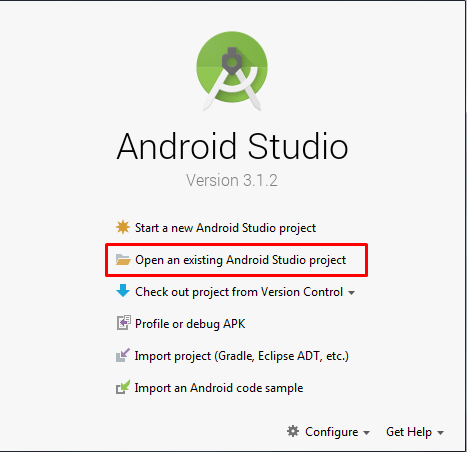 Android Studio
Version 3.1.2
Start a new Android Studio project
Open an existing Android Studio project
Check out project from Version Control
Profile or debug APK
Import project (Gradle, Eclipse ADT, etc.)
Import an Android code sample
Configure Get Help